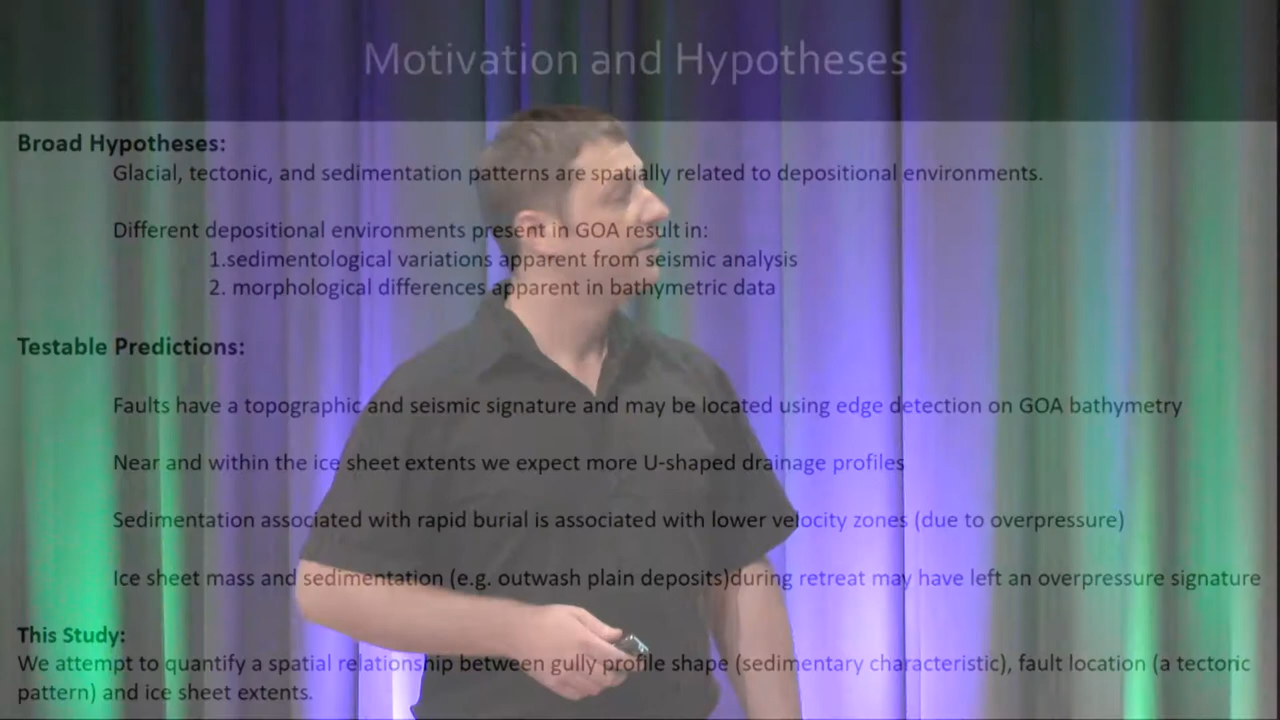 Motivation and Hypotheses
Broad Hypotheses:
Glacial, tectonic, and sedimentation patterns are spatially related to depositional environments.
Different depositional environments present in GOA result in:
1.sedimentological variations apparent from seismic analysis
2. morphological differences apparent in bathymetric data
Testable Predictions:
Faults have a topographic and seismic signature and may be located using edge detection on GOA bathymetry
Near and within the ice sheet extents we expect more U-shaped drainage profiles
Sedimentation associated with rapid burial is associated with lower velocity zones (due to overpressure)
Ice sheet mass and sedimentation (e.g. outwash plain deposits)during retreat may have left an overpressure signature
This Study:
We attempt to quantify a spatial relationship between gully profile shape (sedimentary characteristic), fault location (a tectonic
pattern) and ice sheet extents.